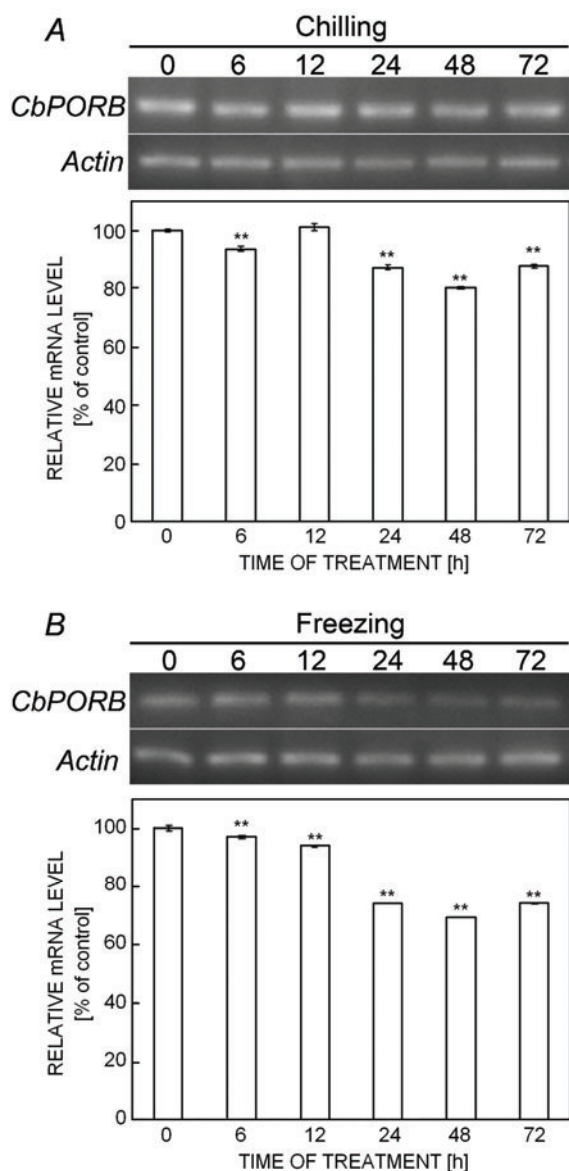 A
Chilling
0 6 12 24 48 72
CbPORB
Actin
RELATIVE mRNA LEVEL
[% of control]
100
80
60
40
20
0
** ** ** **
0 6 12 24 48 72
TIME OF TREATMENT [h]
B
Freezing
0 6 12 24 48 72
CbPORB
Actin
RELATIVE mRNA LEVEL
[% of control]
100
80
60
40
20
0
** ** ** ** **
0 6 12 24 48 72
TIME OF TREATMENT [h]